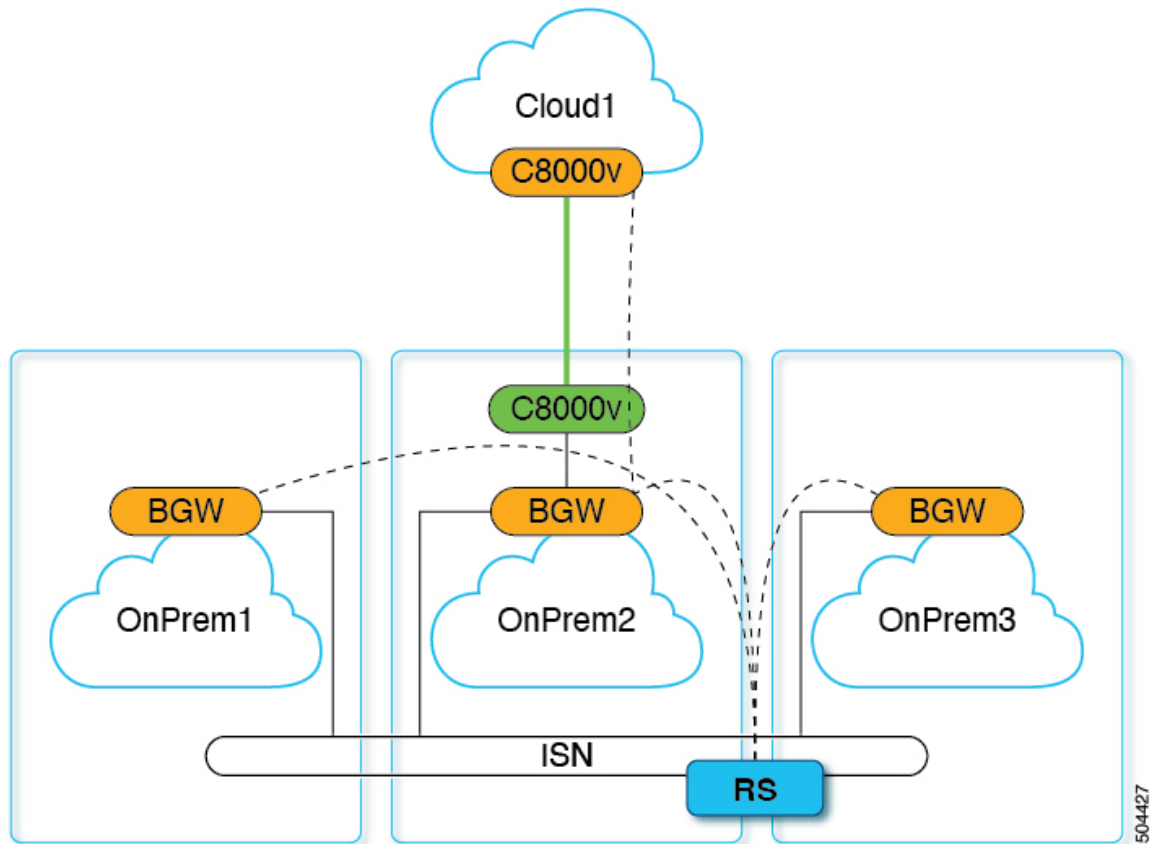 Cloud1
C8000v
C8000v
BGW
BGW
BGW
OnPrem1
OnPrem2
OnPrem3
ISN
RS
504427